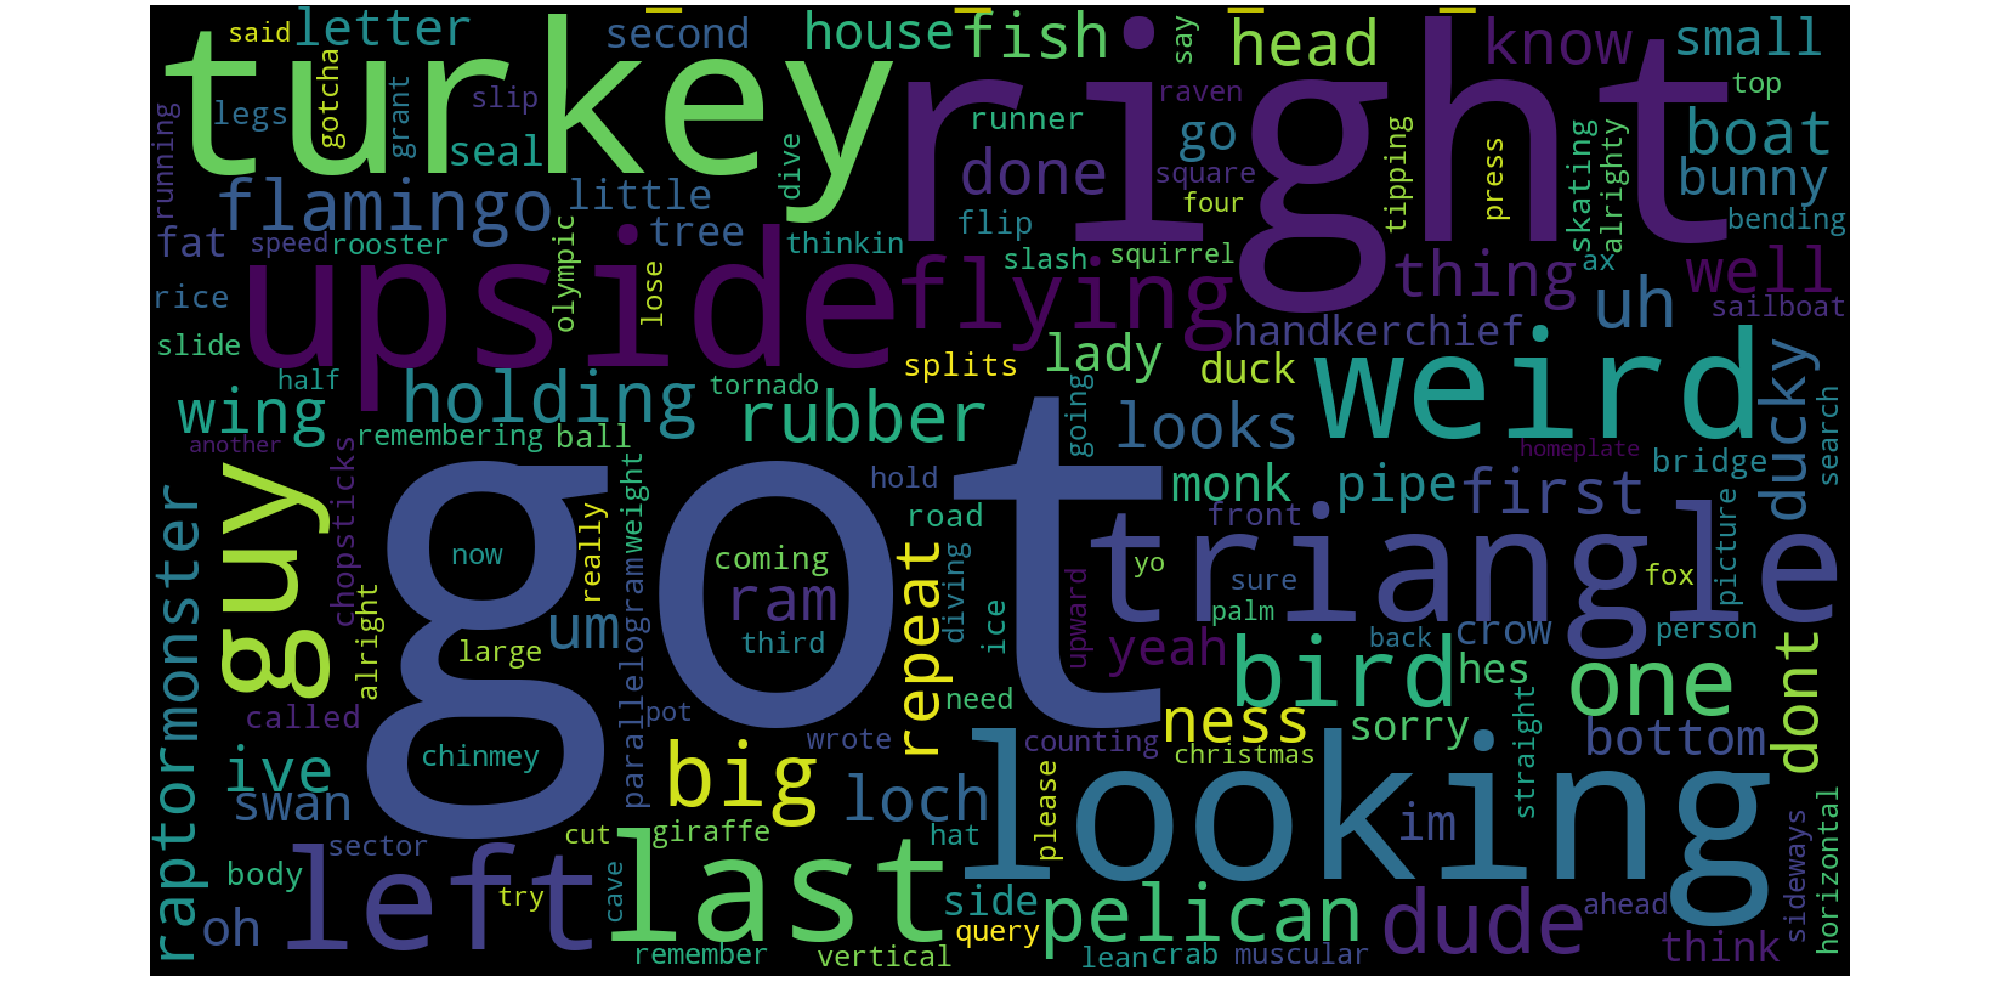 said
letter
second
house
fish
say
head
know
small
turkey
right
gotcha
grant
legs
slip
raven
top
running
seal
dive
runner
go
tipping
press
skating
alrighty
boat
done
square
bunny
flamingo
little
four
flip
bending
fat
speed
rooster
olympic
tree
thinkin
slash
squirrel
ax
well
rice
upside
lose
flying
thing
uh
sailboat
slide
handkerchief
splits
lady
duck
weird
ducky
half
holding
tornado
wing
rubber
looks
going
search
another
remembering
ball
homeplate
chopsticks
guy
got
hold
monk
pipe
first
bridge
raptormonster
weight
road
front
triangle
picture
now
really
coming
repeat
diving
yo
sure
fox
ram
um
parallelogram
third
ice
upward
palm
alright
large
yeah
back
crow
person
bird
hes
one
dont
called
pot
need
ness
sorry
straight
bottom
ive
chinmey
wrote
counting
christmas
swan
big
loch
please
looking
im
sideways
horizontal
sector
cut
giraffe
hat
left
last
body
try
cave
side
pelican
dude
ahead
oh
query
think
remember
vertical
lean
crab
muscular